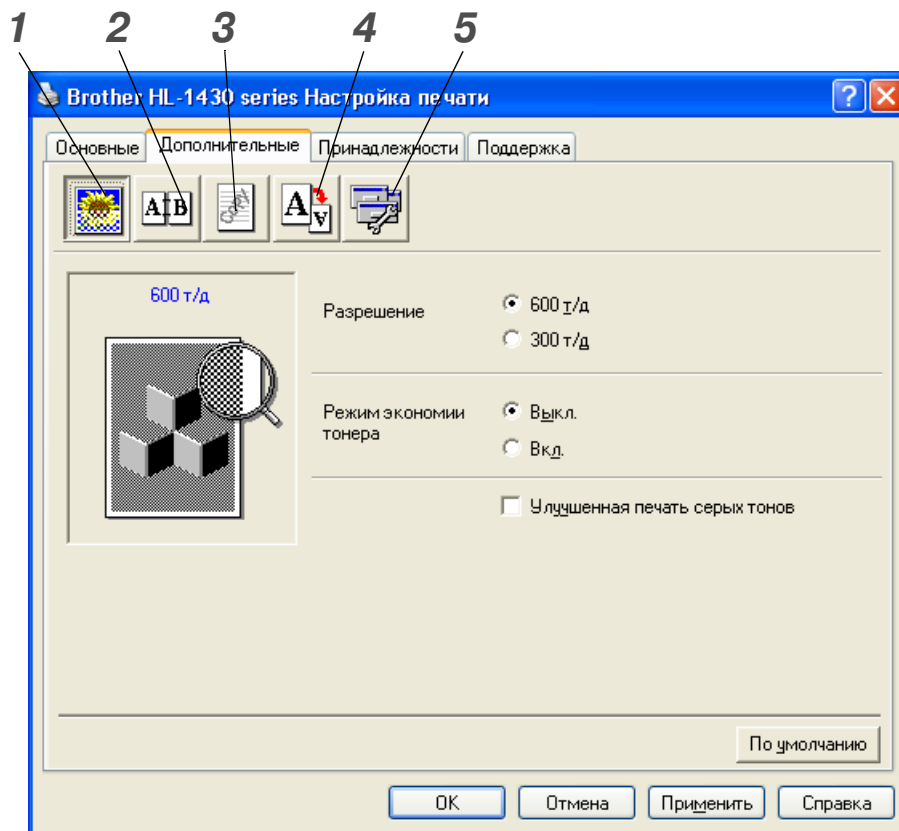 1 2 3 4 5
Brother HL-1430 series Настройка печати
Основные Дополнительные Принадлежности Поддержка
A B COPY A A
600 т/д
Разрешение
600 т/д
300 т/д
Режим экономии
тонера
Выкл.
Вкл.
Улучшенная печать серых тонов
По умолчанию
OK Отмена Применить Справка